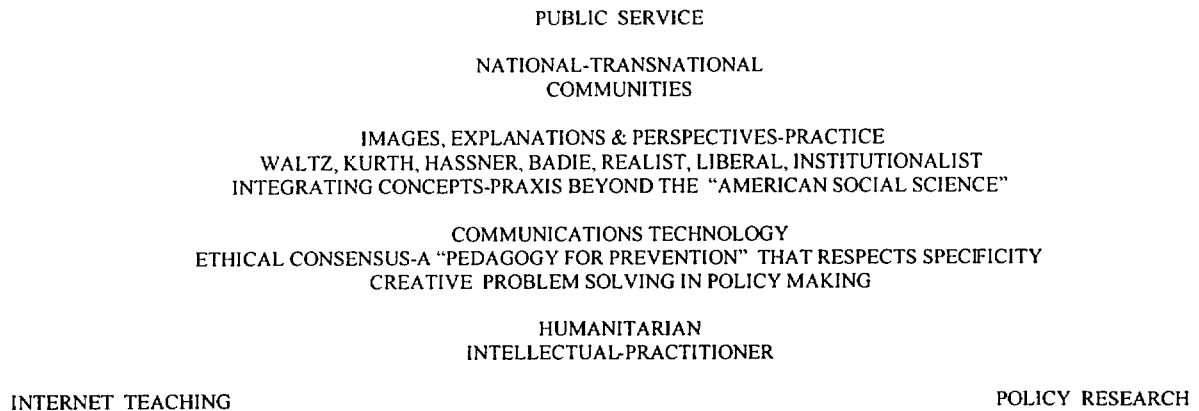 PUBLIC SERVICE
NATIONAL-TRANSNATIONAL
COMMUNITIES
IMAGES, EXPLANATIONS & PERSPECTIVES-PRACTICE
WALTZ, KURTH, HASSNER, BADIE, REALIST, LIBERAL, INSTITUTIONALIST
INTEGRATING CONCEPTS-PRAXIS BEYOND THE “AMERICAN SOCIAL SCIENCE”
COMMUNICATIONS TECHNOLOGY
ETHICAL CONSENSUS-A “PEDAGOGY FOR PREVENTION” THAT RESPECTS SPECIFICITY
CREATIVE PROBLEM SOLVING IN POLICY MAKING
HUMANITARIAN
INTELLECTUAL-PRACTITIONER
INTERNET TEACHING POLICY RESEARCH